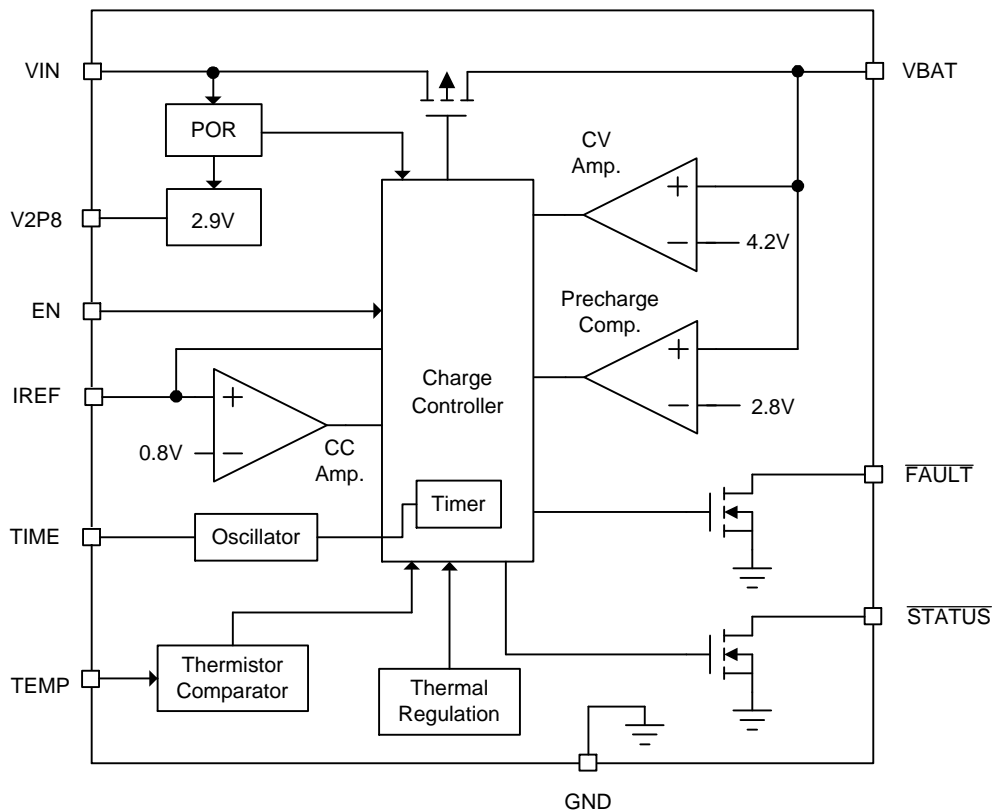 VIN
VBAT
POR
CV
Amp.
+
V2P8
2.9V
−
4.2V
EN
Precharge
Comp.
+
IREF
+
Charge
Controller
−
2.8V
0.8V
−
CC
Amp.
FAULT
Timer
TIME
Oscillator
STATUS
TEMP
Thermistor
Comparator
Thermal
Regulation
GND